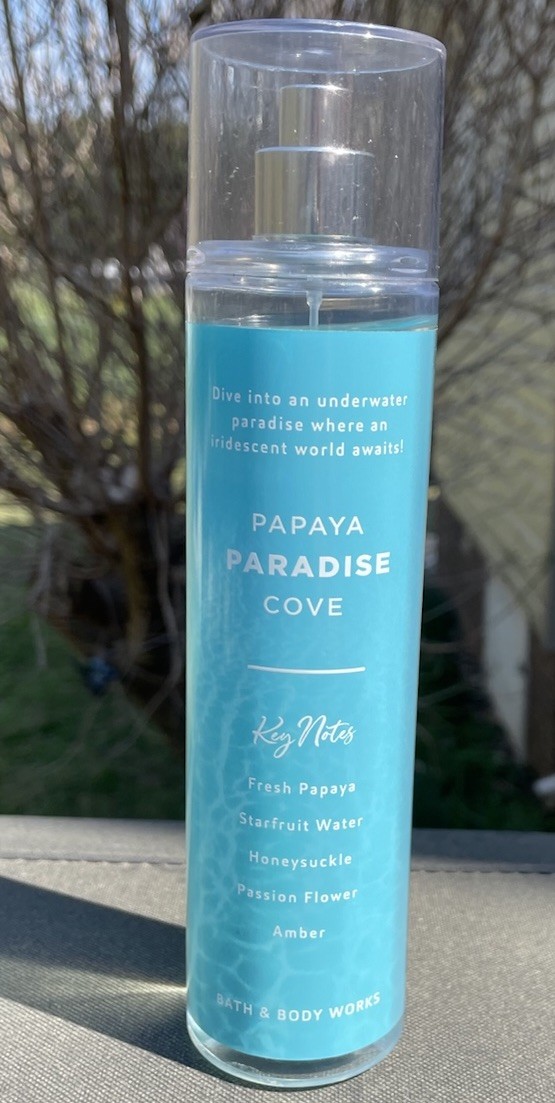 Dive into an underwater
paradise where an
iridescent world awaits!
PAPAYA
PARADISE
COVE
Key Notes
Fresh Papaya
Starfruit Water
Honeysuckle
Passion Flower
Amber
BATH & BODY WORKS